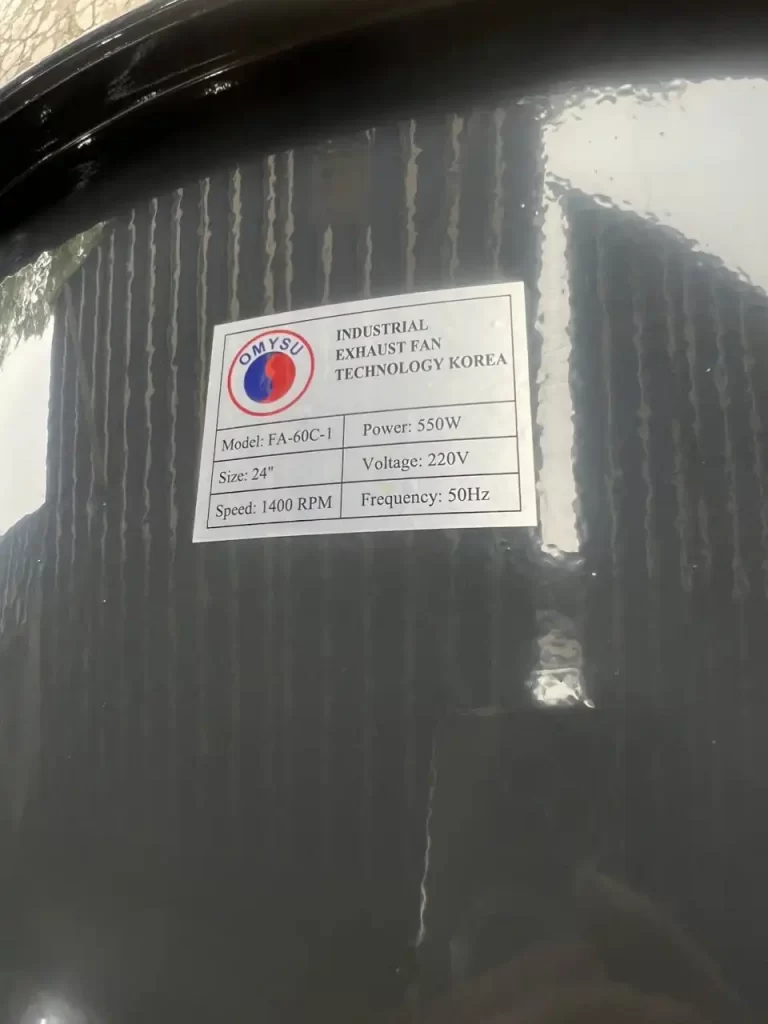 OMYSU
INDUSTRIAL
EXHAUST FAN
TECHNOLOGY KOREA
Model: FA-60C-1
Power: 550W
Size: 24"
Voltage: 220V
Speed: 1400 RPM
Frequency: 50Hz